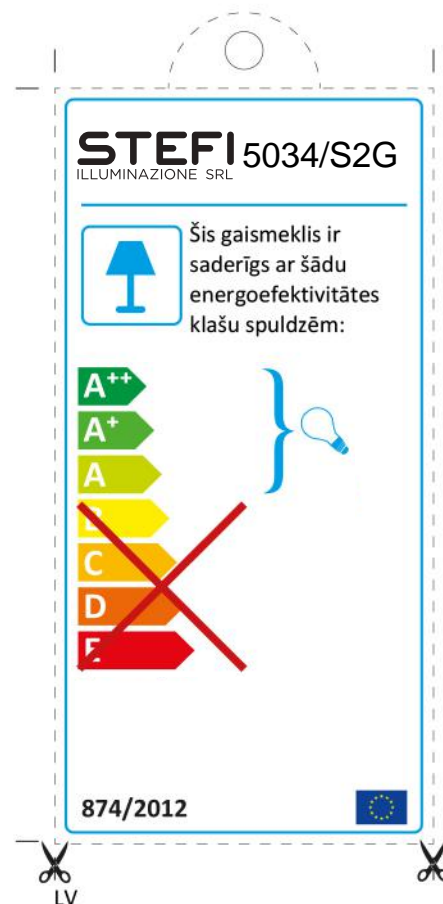 STEFI 5034/S2G
ILLUMINAZIONE SRL
Šis gaismeklis ir
saderīgs ar šādu
energoefektivitātes
klašu spuldzēm:
A++
A+
A
B
C
D
E
874/2012
LV